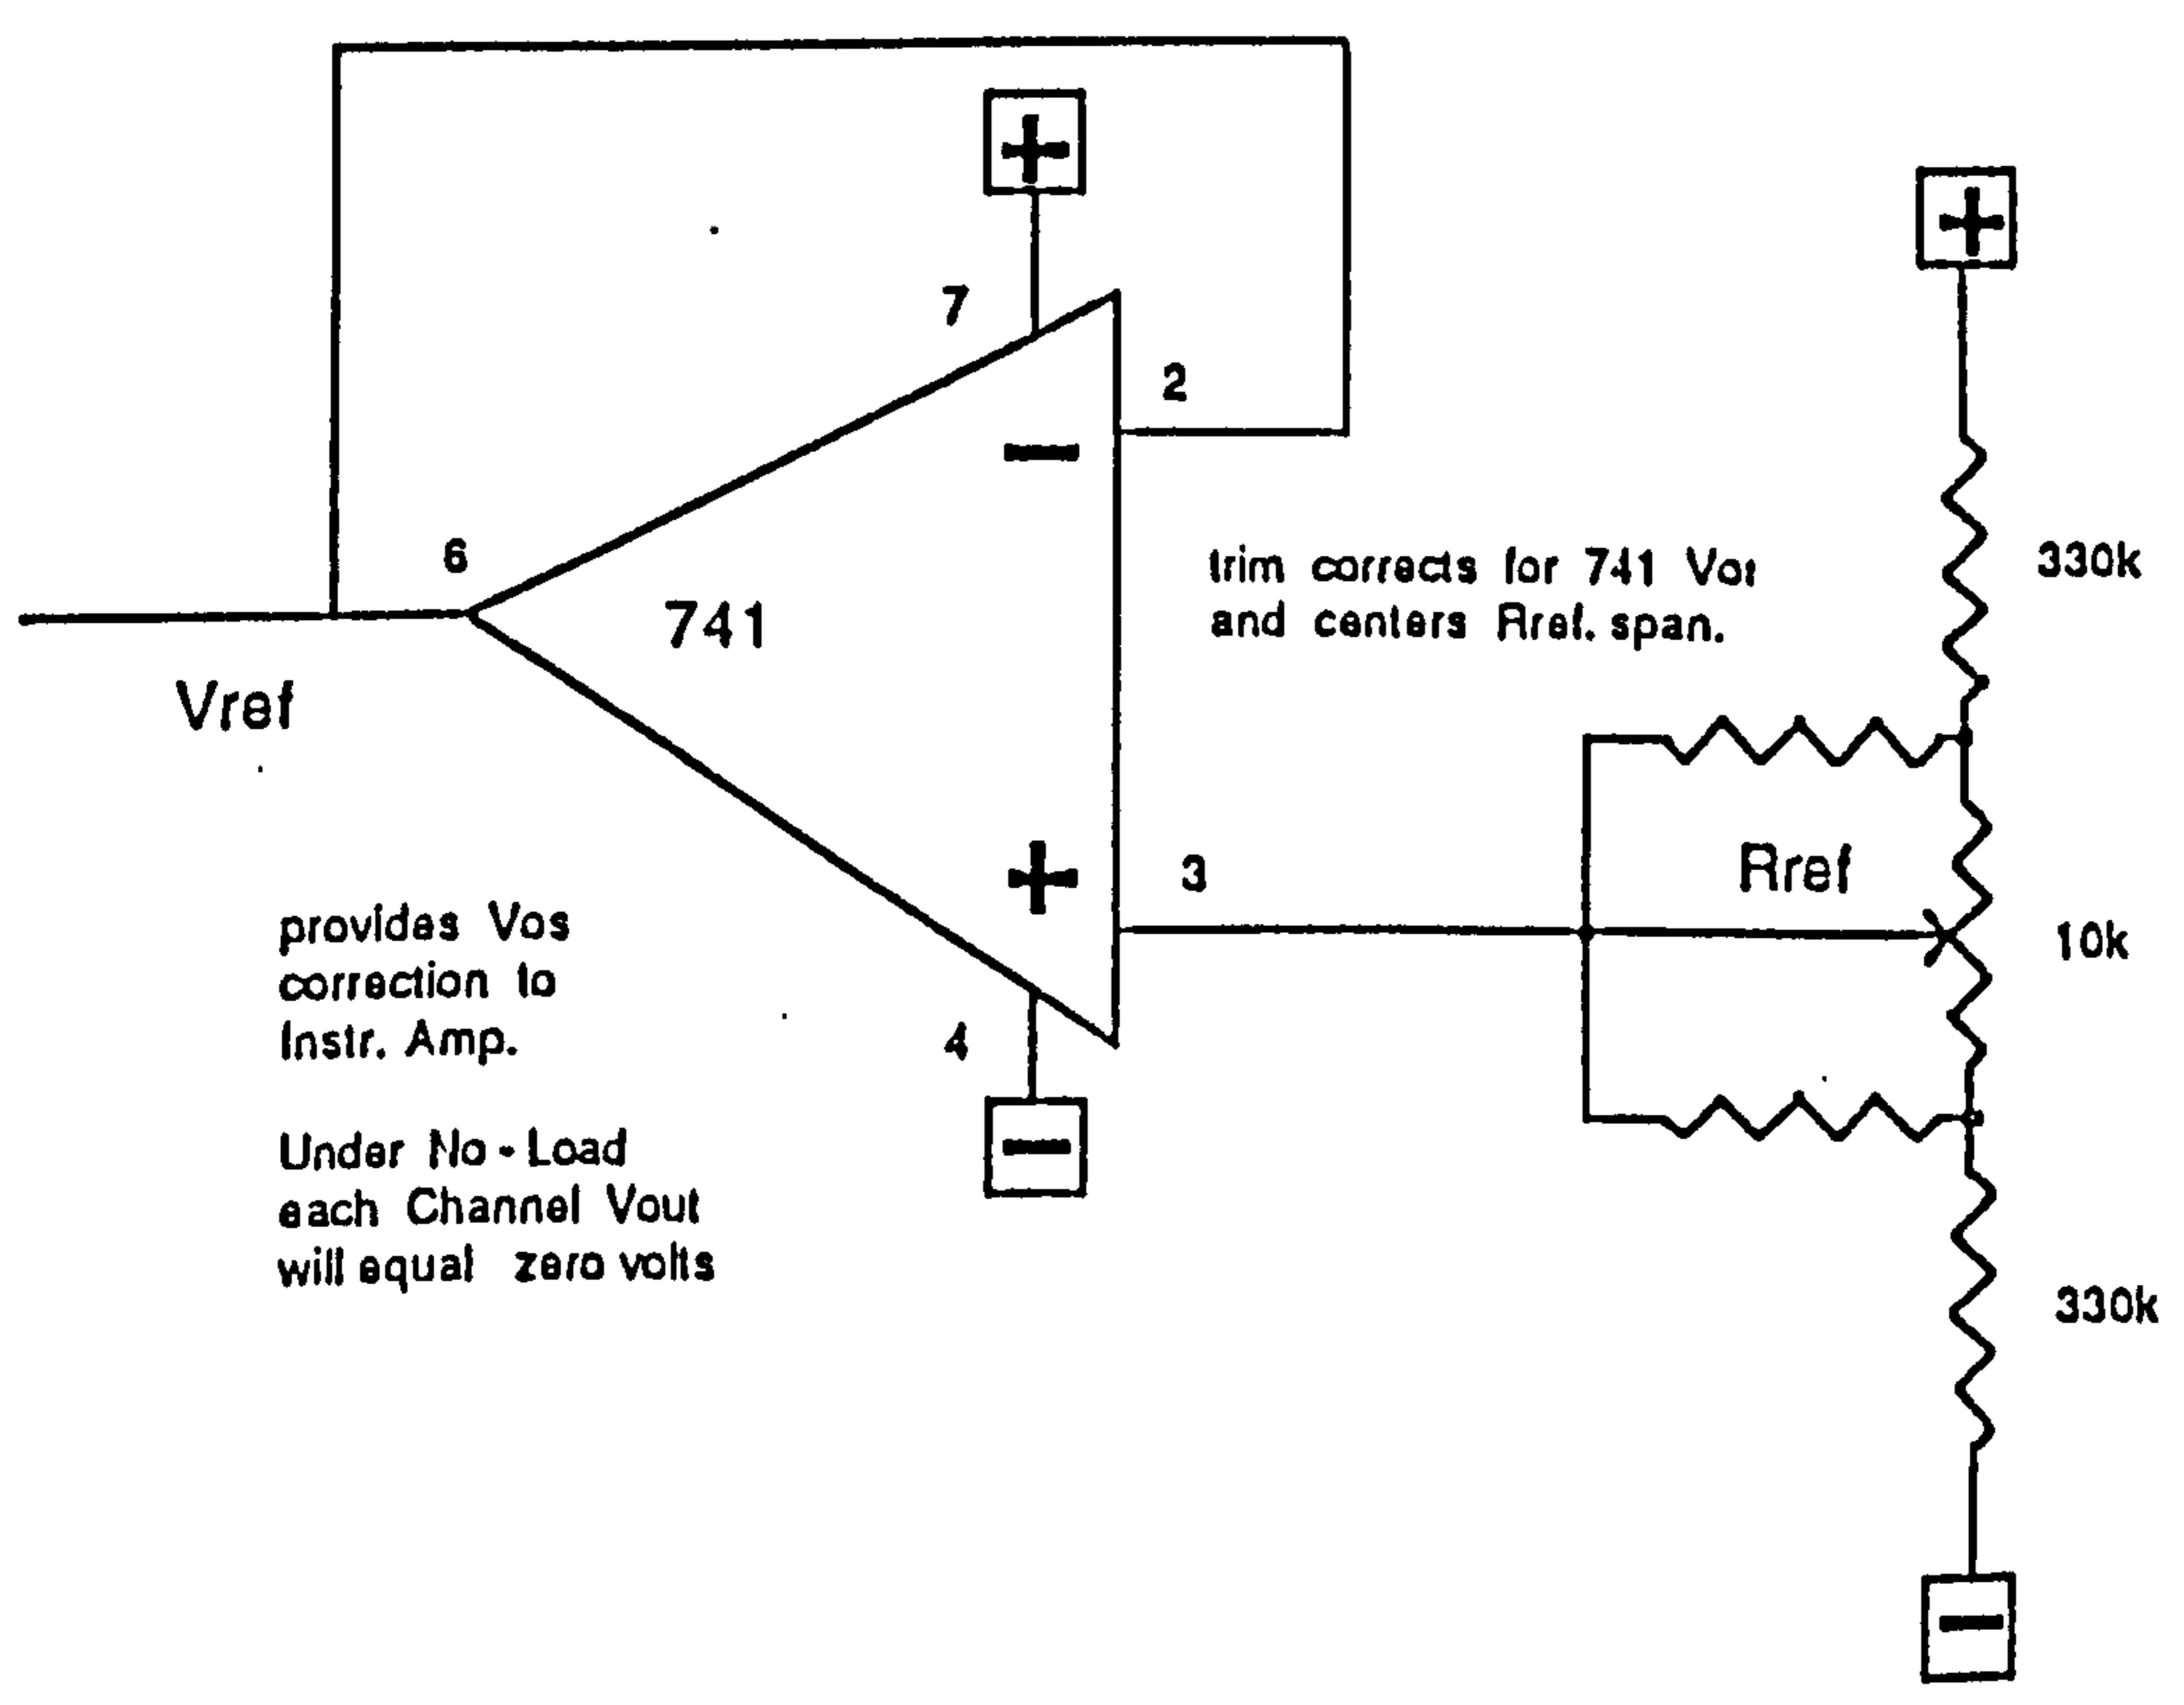 +
+
7
2
−
330k
6
741
trim corrects for 741 Vos
and centers Rref. span.
Vref
Rref
+
3
10k
provides Vos
correction to
Instr. Amp.
4
−
Under No - Load
each Channel Vout
will equal zero volts
330k
−